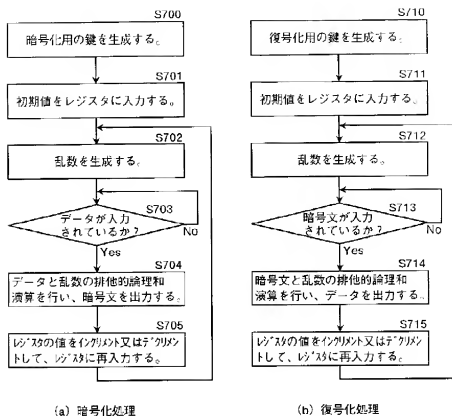 S700
暗号化用の鍵を生成する。
S701
初期値をレジスタに入力する。
S702
乱数を生成する。
S703
データが入力
されているか?
No
Yes
S704
データと乱数の排他的論理和
演算を行い、暗号文を出力する。
S705
レジスタの値をインクリメント又はデクリメ
ントして、レジスタに再入力する。
(a) 暗号化処理
S710
復号化用の鍵を生成する。
S711
初期値をレジスタに入力する。
S712
乱数を生成する。
S713
暗号文が入力
されているか?
No
Yes
S714
暗号文と乱数の排他的論理和
演算を行い、データを出力する。
S715
レジスタの値をインクリメント又はデクリメ
ントして、レジスタに再入力する。
(b) 復号化処理